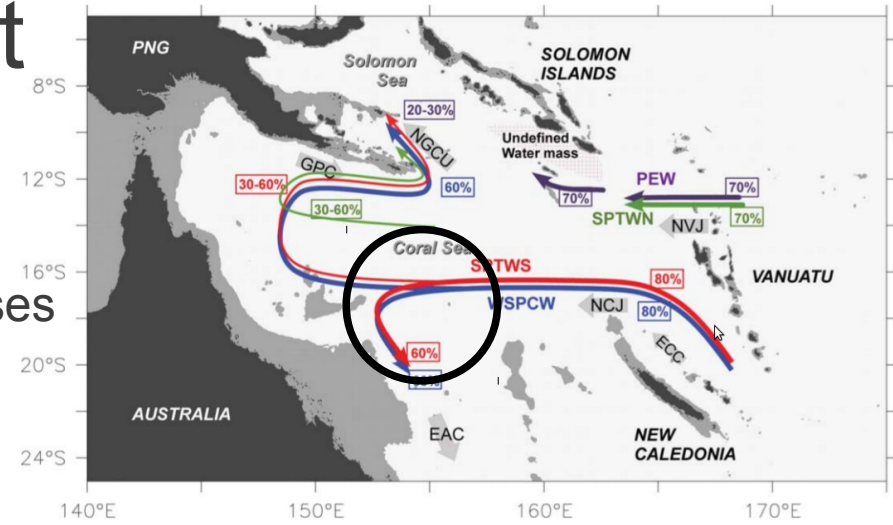 t
PNG
Solomon
Sea
SOLOMON
ISLANDS
8°S
20-30%
NGCU
Undefined
Water mass
GPC
12°S
30-60%
60%
PEW
70%
70%
30-60%
SPTWN
70%
NVJ
Coral Sea
16°S
SPTWS
80%
VANUATU
ses
WSPCW
NCJ
80%
ECC
20°S
60%
AUSTRALIA
EAC
NEW
CALEDONIA
24°S
140°E
150°E
160°E
170°E